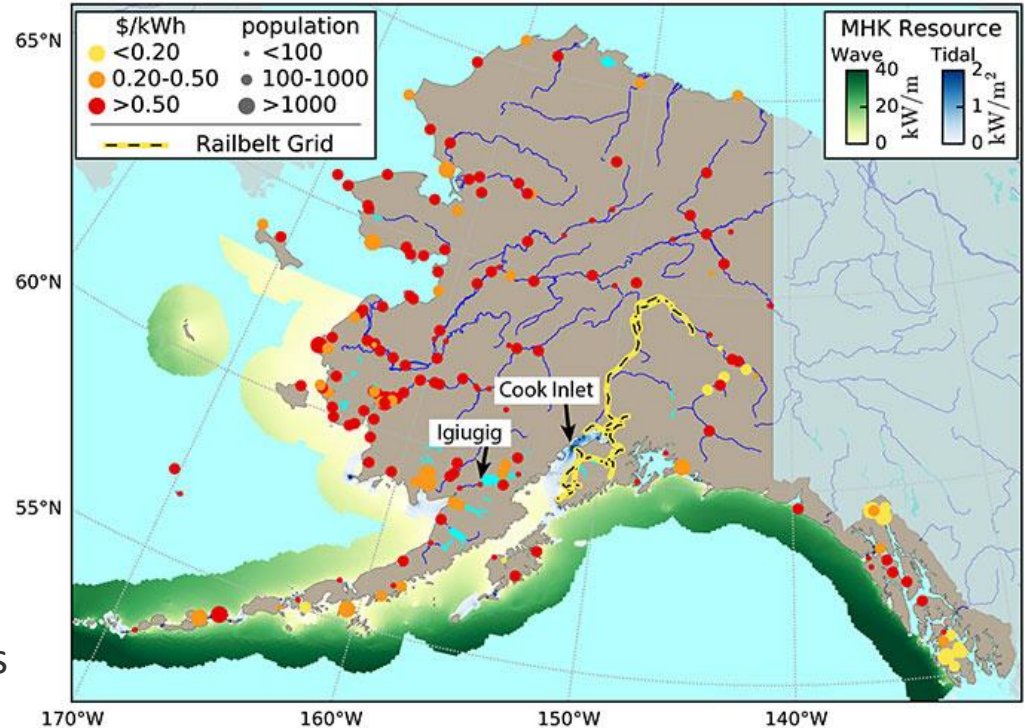 $/kWh population
<0.20 <100
0.20-0.50 100-1000
>0.50 >1000
Railbelt Grid
MHK Resource
Wave Tidal
40 2
20 1
0 0
kW/m kW/m²
65°N
60°N
55°N
Cook Inlet
Igiugig
s
170°W 160°W 150°W 140°W